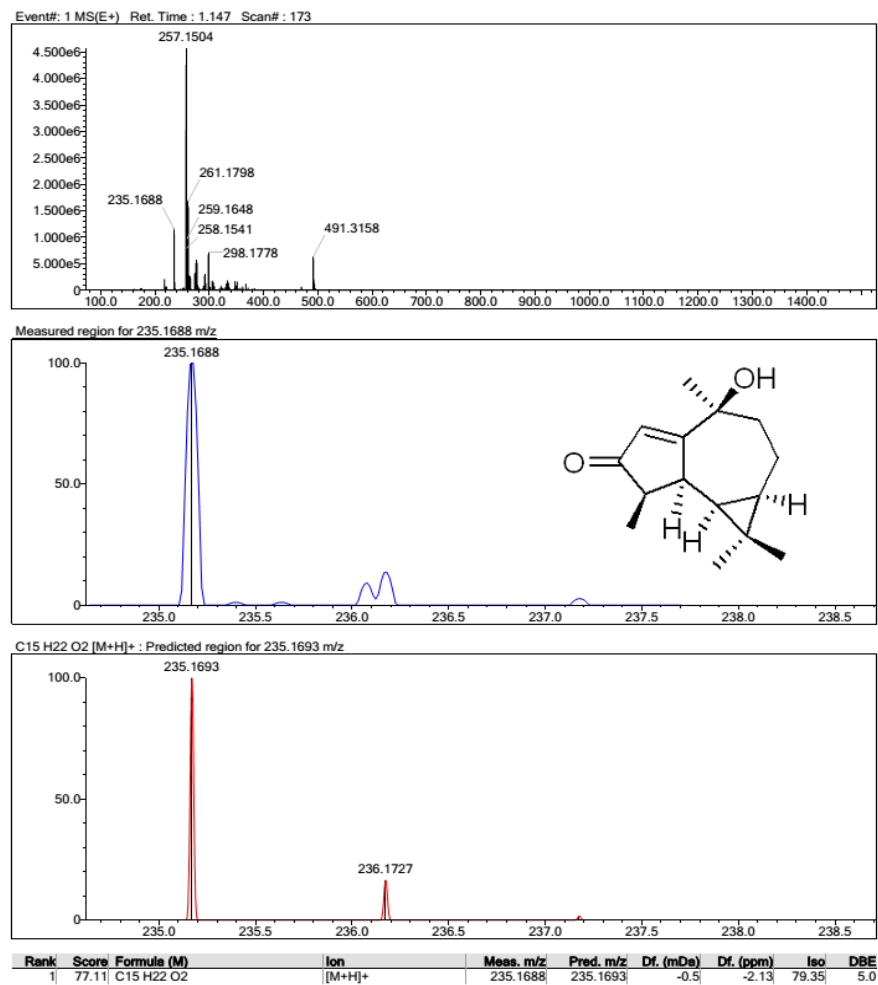 Event#: 1 MS(E+) Ret. Time : 1.147 Scan# : 173
257.1504
4.500e6
4.000e6
3.500e6
3.000e6
2.500e6
2.000e6
1.500e6
1.000e6
5.000e5
0
261.1798
235.1688
259.1648
258.1541
298.1778
491.3158
100.0 200.0 300.0 400.0 500.0 600.0 700.0 800.0 900.0 1000.0 1100.0 1200.0 1300.0 1400.0
Measured region for 235.1688 m/z
235.1688
100.0
50.0
0
OH
O
H
H
H
235.0 235.5 236.0 236.5 237.0 237.5 238.0 238.5
C15 H22 O2 [M+H]+ : Predicted region for 235.1693 m/z
235.1693
100.0
50.0
0
236.1727
235.0 235.5 236.0 236.5 237.0 237.5 238.0 238.5
Rank Score Formula (M) Ion Meas. m/z Pred. m/z Df. (mDa) Df. (ppm) Iso DBE
1 77.11 C15 H22 O2 [M+H]+ 235.1688 235.1693 -0.5 -2.13 79.35 5.0